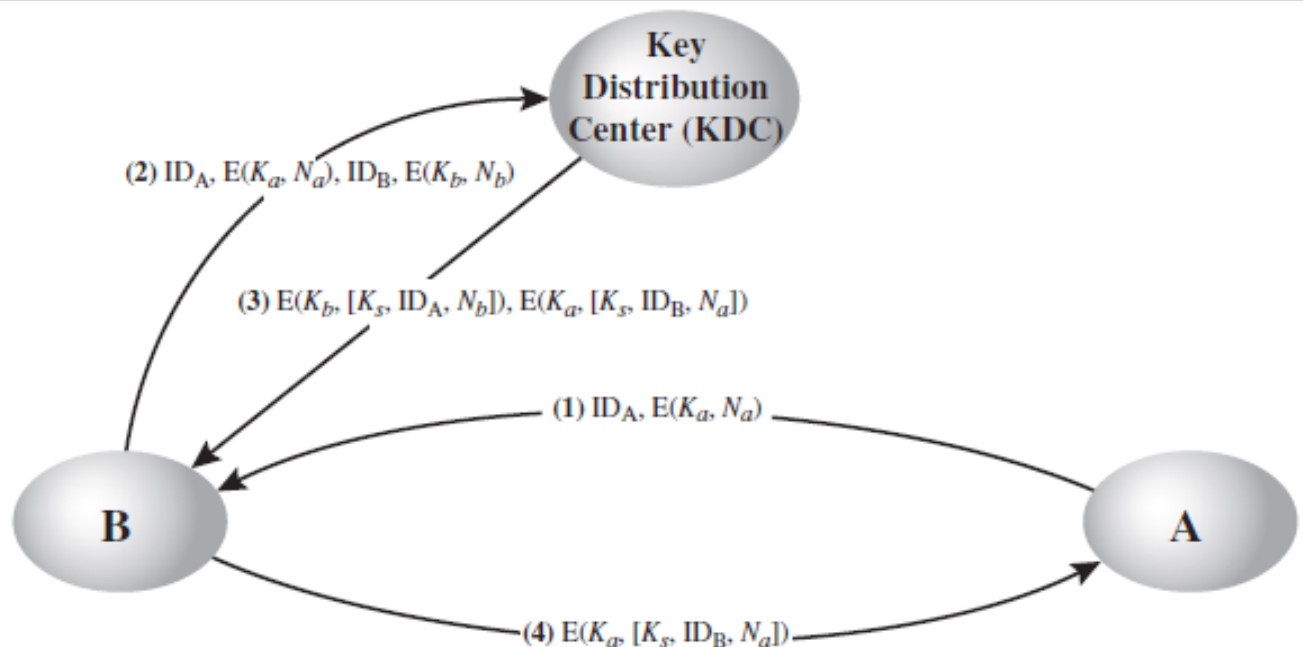 Key
Distribution
Center (KDC)
(2) ID_A, E(K_a, N_a), ID_B, E(K_b, N_b)
(3) E(K_b, [K_s, ID_A, N_b]), E(K_a, [K_s, ID_B, N_a])
(1) ID_A, E(K_a, N_a)
B
A
(4) E(K_a, [K_s, ID_B, N_a])